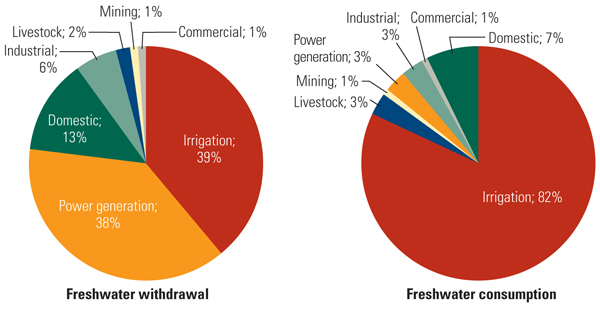 Mining; 1%
Livestock; 2%
Commercial; 1%
Industrial;
6%
Domestic;
13%
Irrigation;
39%
Power generation;
38%
Freshwater withdrawal
Industrial;
3%
Commercial; 1%
Power
generation; 3%
Domestic; 7%
Mining; 1%
Livestock; 3%
Irrigation; 82%
Freshwater consumption